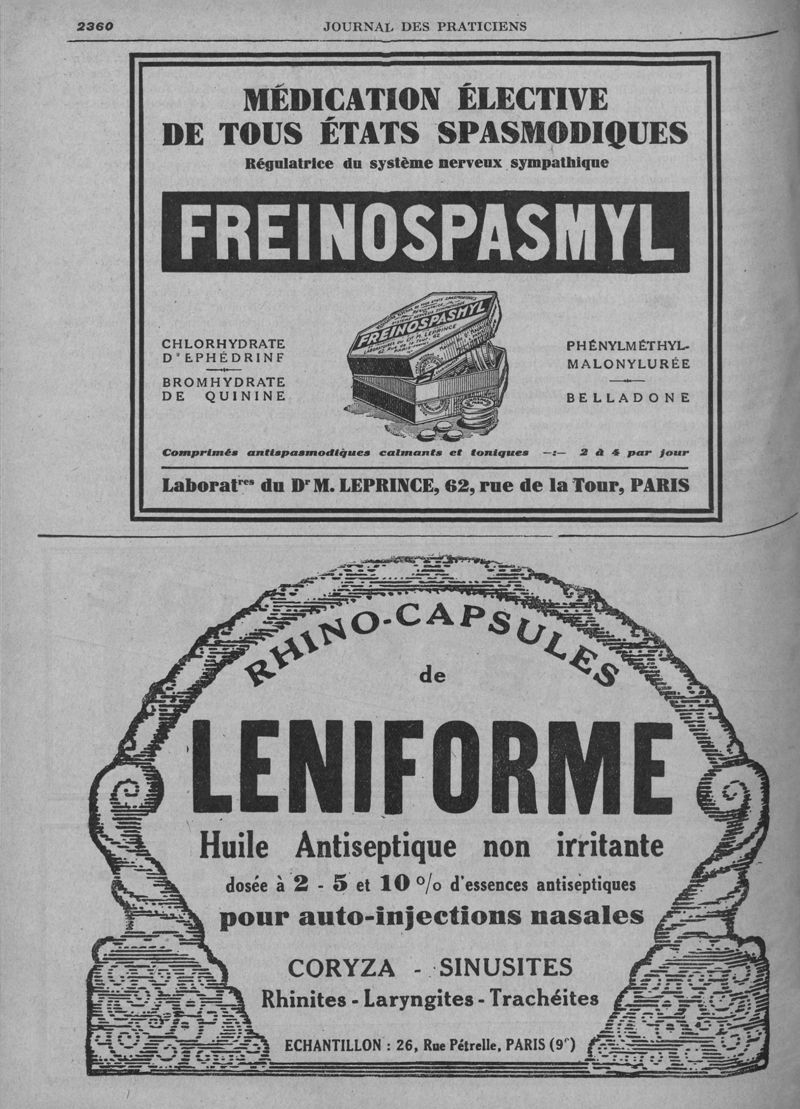 2360
JOURNAL DES PRATICIENS
MÉDICATION ÉLECTIVE
DE TOUS ÉTATS SPASMODIQUES
Régulatrice du système nerveux sympathique
FREINOSPASMYL
CHLORHYDRATE
D'EPHÉDRINE
BROMHYDRATE
DE QUININE
FREINOSPASMYL
PHÉNYLMÉTHYL-
MALONYLURÉE
BELLADONE
Comprimés antispasmodiques calmants et toniques —:— 2 à 4 par jour
Laboratres du Dr M. LEPRINCE, 62, rue de la Tour, PARIS
RHINO-CAPSULES
de
LENIFORME
Huile Antiseptique non irritante
dosée à 2 - 5 et 10 % d'essences antiseptiques
pour auto-injections nasales
CORYZA - SINUSITES
Rhinites - Laryngites - Trachéites
ECHANTILLON : 26, Rue Pétrelle, PARIS (9e)